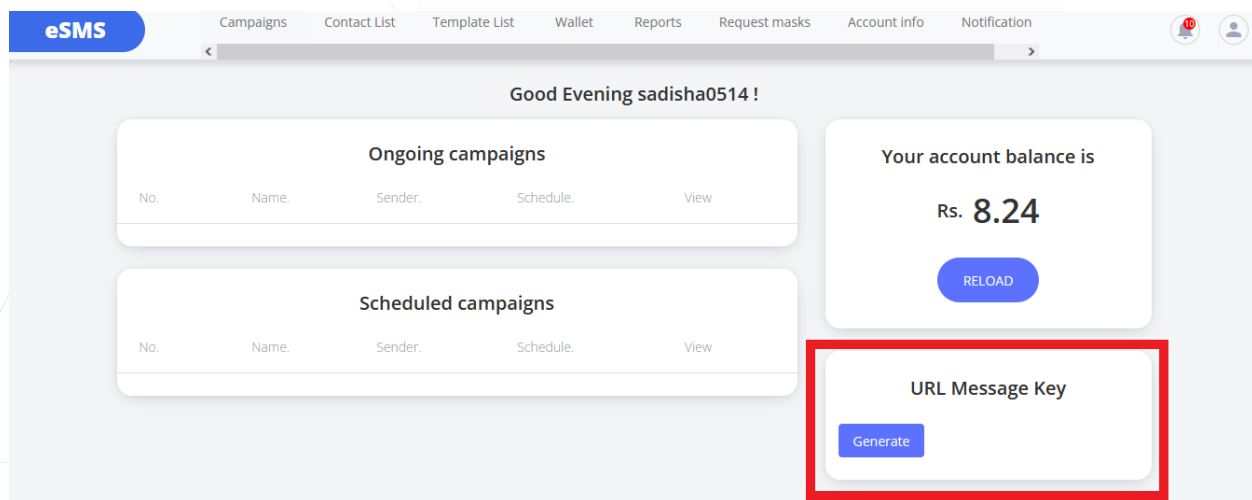 eSMS
Campaigns Contact List Template List Wallet Reports Request masks Account info Notification
10
Good Evening sadisha0514 !
Ongoing campaigns
No. Name. Sender. Schedule. View
Scheduled campaigns
No. Name. Sender. Schedule. View
Your account balance is
Rs. 8.24
RELOAD
URL Message Key
Generate